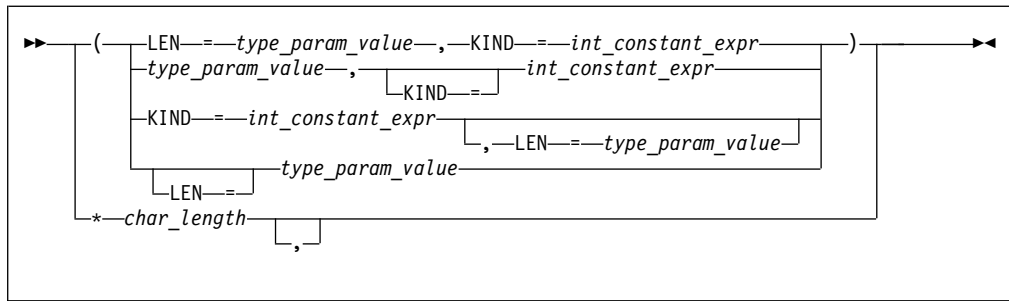 ( LEN = type_param_value , KIND = int_constant_expr )
type_param_value , int_constant_expr
KIND =
KIND = int_constant_expr
, LEN = type_param_value
type_param_value
LEN =
* char_length
,